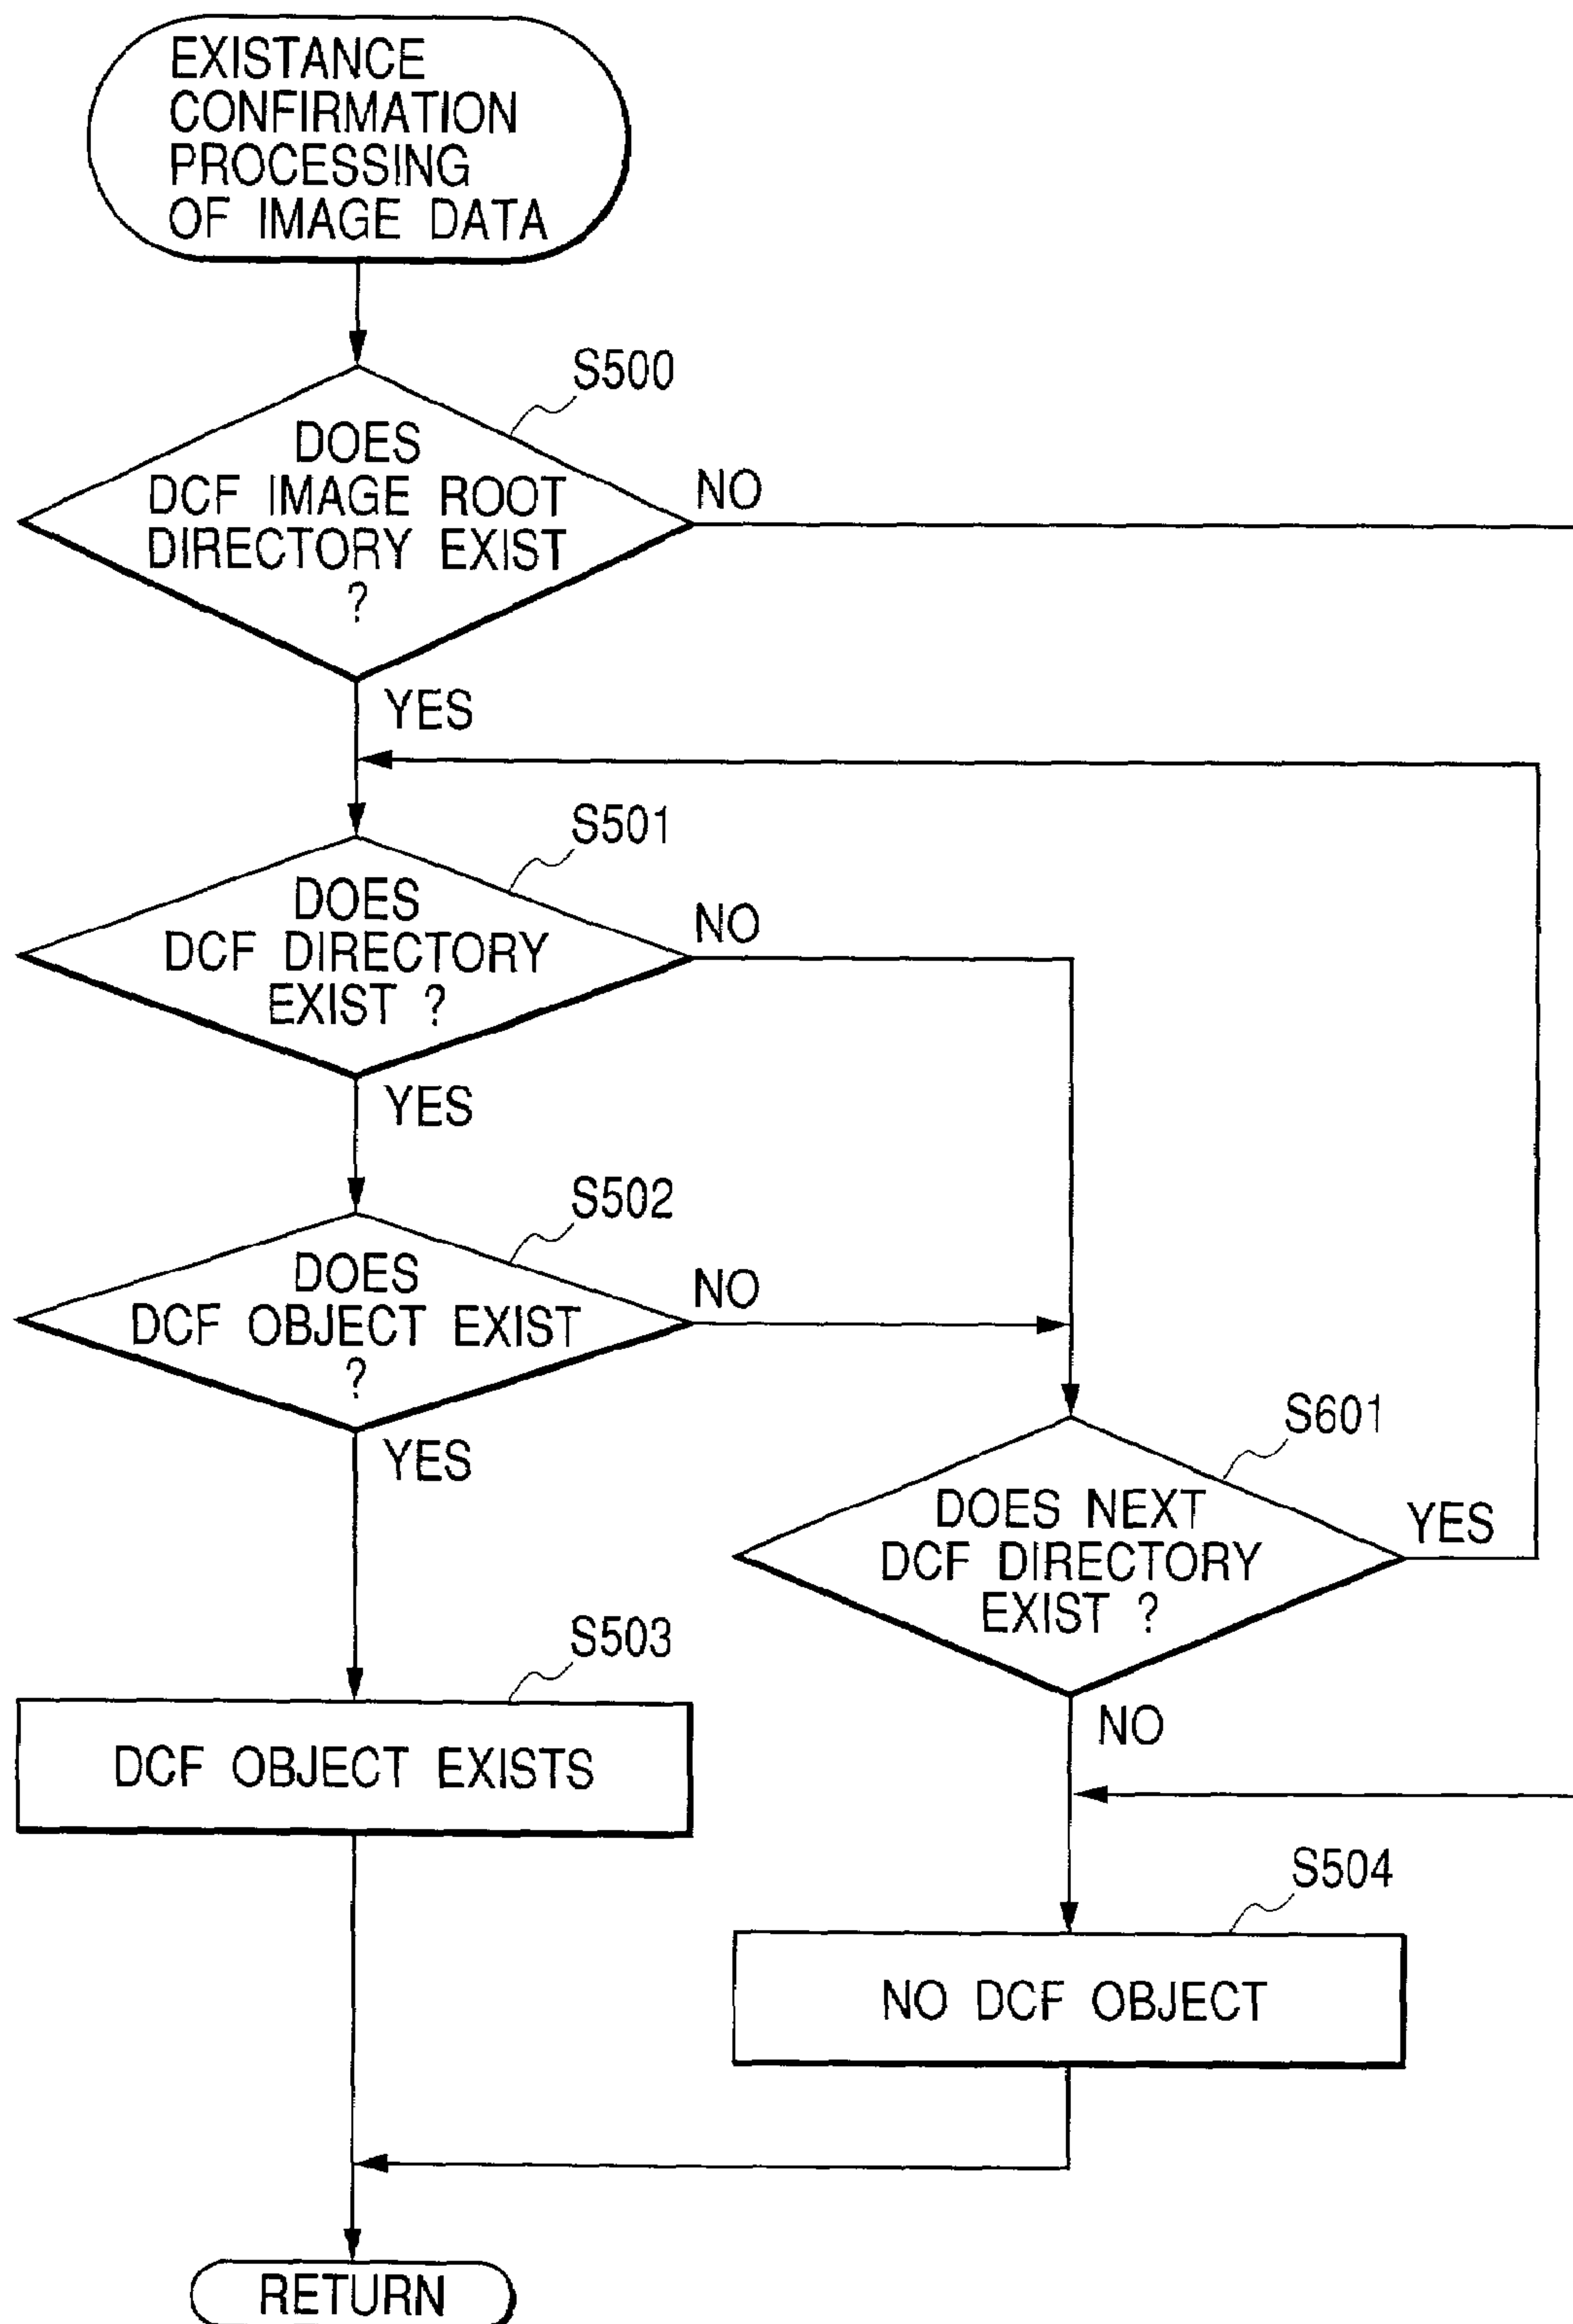 EXISTANCE
CONFIRMATION
PROCESSING
OF IMAGE DATA
S500
DOES
DCF IMAGE ROOT
DIRECTORY EXIST
?
NO
YES
S501
DOES
DCF DIRECTORY
EXIST ?
NO
YES
S502
DOES
DCF OBJECT EXIST
?
NO
YES
S601
DOES NEXT
DCF DIRECTORY
EXIST ?
YES
NO
S503
DCF OBJECT EXISTS
S504
NO DCF OBJECT
RETURN